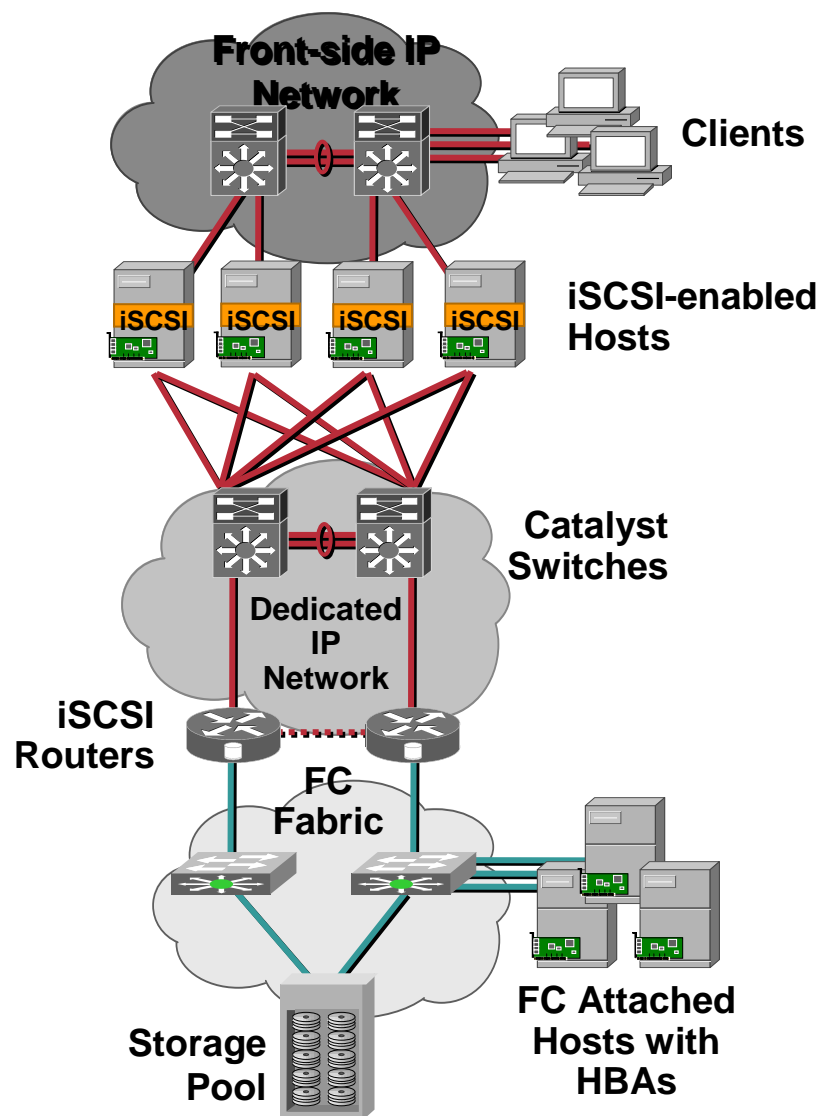 Front-side IP
Network
Clients
iSCSI-enabled
Hosts
iSCSI
iSCSI
iSCSI
iSCSI
Catalyst
Switches
Dedicated
IP
Network
iSCSI
Routers
FC
Fabric
FC Attached
Hosts with
HBAs
Storage
Pool